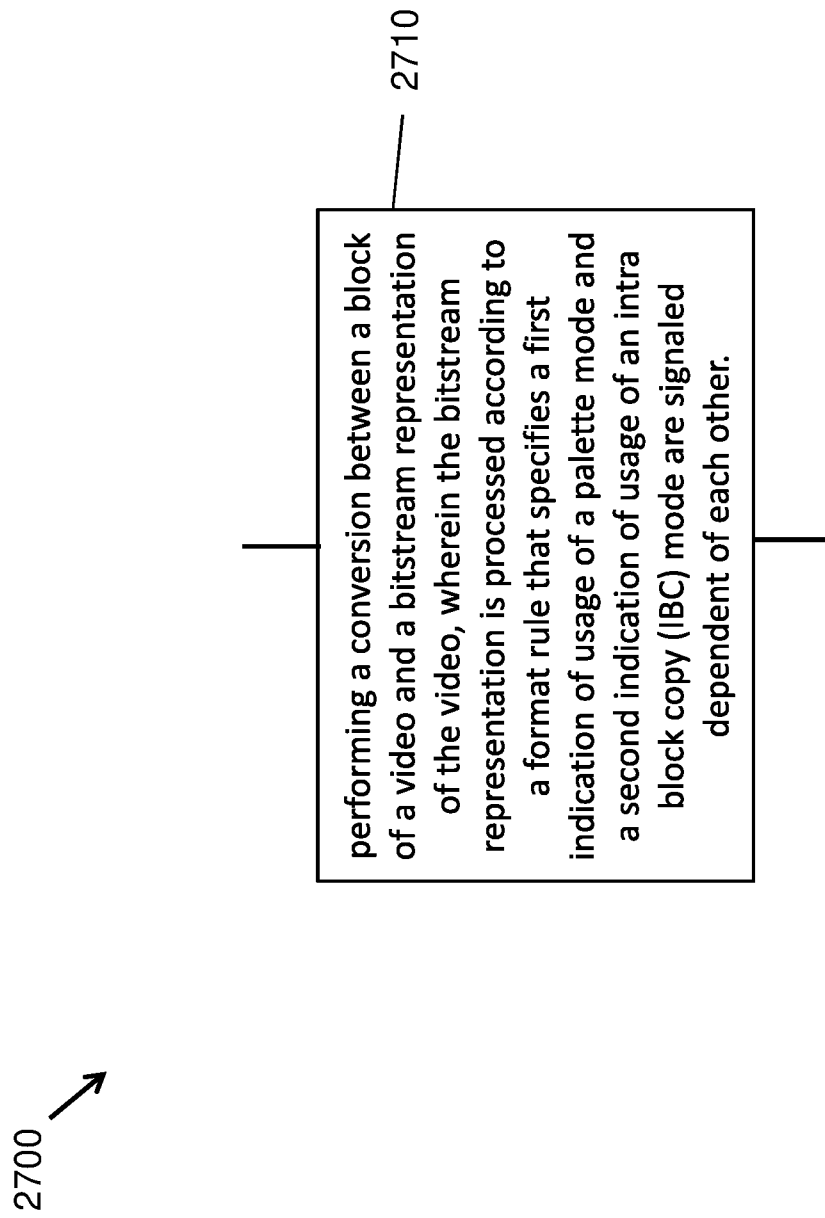 2700
2710
performing a conversion between a block
of a video and a bitstream representation
of the video, wherein the bitstream
representation is processed according to
a format rule that specifies a first
indication of usage of a palette mode and
a second indication of usage of an intra
block copy (IBC) mode are signaled
dependent of each other.